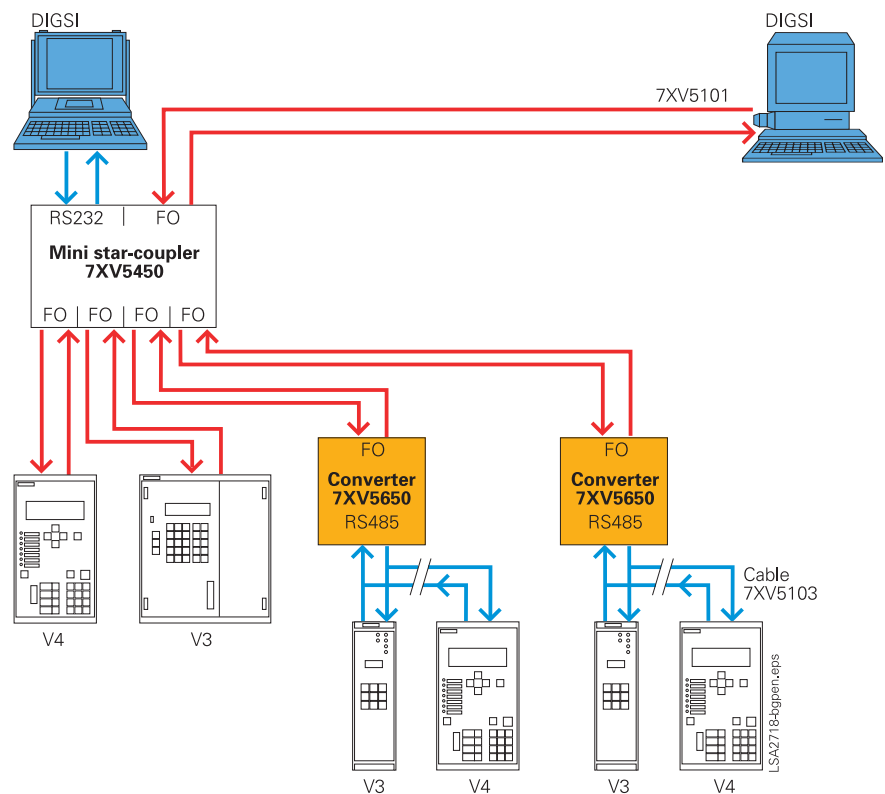 DIGSI
DIGSI
7XV5101
RS232 | FO
Mini star-coupler
7XV5450
FO | FO | FO | FO
FO
Converter
7XV5650
RS485
FO
Converter
7XV5650
RS485
Cable
7XV5103
V4
V3
V3
V4
V3
V4
LSA2718-bgpen.eps